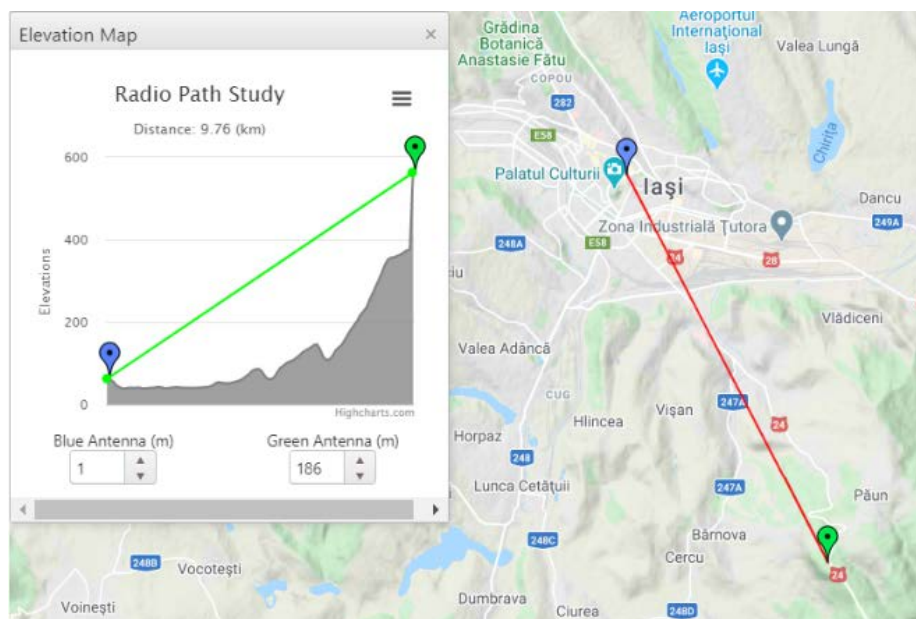 Elevation Map
×
Radio Path Study
Distance: 9.76 (km)
600
400
200
0
Elevations
Highcharts.com
Blue Antenna (m)
Green Antenna (m)
1
186
Grădina
Botanică
Anastasie Fătu
Aeroportul
Internațional
Iași
Valea Lungă
COPOU
282
E58
Chirița
Palatul Culturii
Iași
Dancu
Zona Industrială Țuțora
249A
248A
E58
24
28
Vlădiceni
Valea Adâncă
CUG
247A
Hlincea
Vișan
24
Horpaz
248
Lunca Cetățuii
247A
Păun
Bârnova
248C
Cercu
24
248B
Vocotești
Voinești
Dumbrava
Ciurea
248D